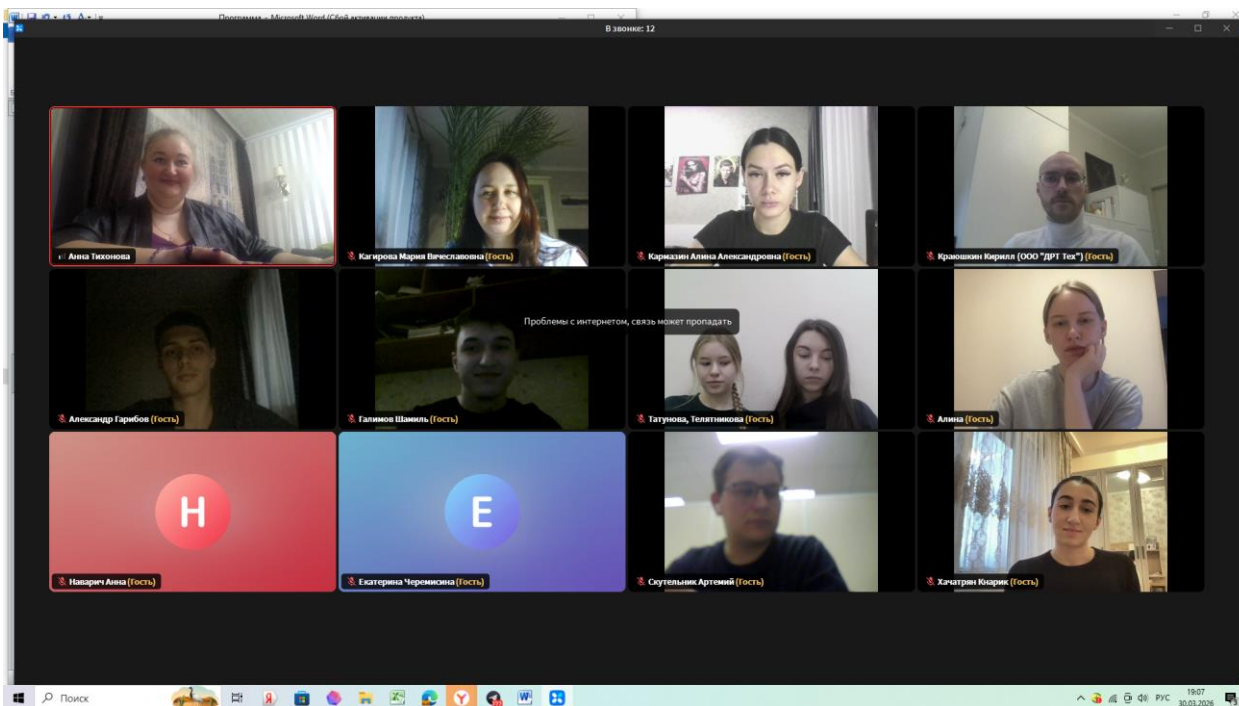 Программа - Microsoft Word (Сбой активации продукта)
В звонке: 12
Анна Тихонова
Кагирова Мария Вячеславовна (Гость)
Кармазин Алина Александровна (Гость)
Краюшкин Кирилл (ООО "ДРТ Тех") (Гость)
Проблемы с интернетом, связь может пропадать
Александр Гарибов (Гость)
Галимов Шамиль (Гость)
Татунова, Телятникова (Гость)
Алина (Гость)
Н
Е
Наварич Анна (Гость)
Екатерина Черемисина (Гость)
Скутельник Артемий (Гость)
Хачатрян Кнарик (Гость)
Поиск
РУС
19:07
30.03.2026